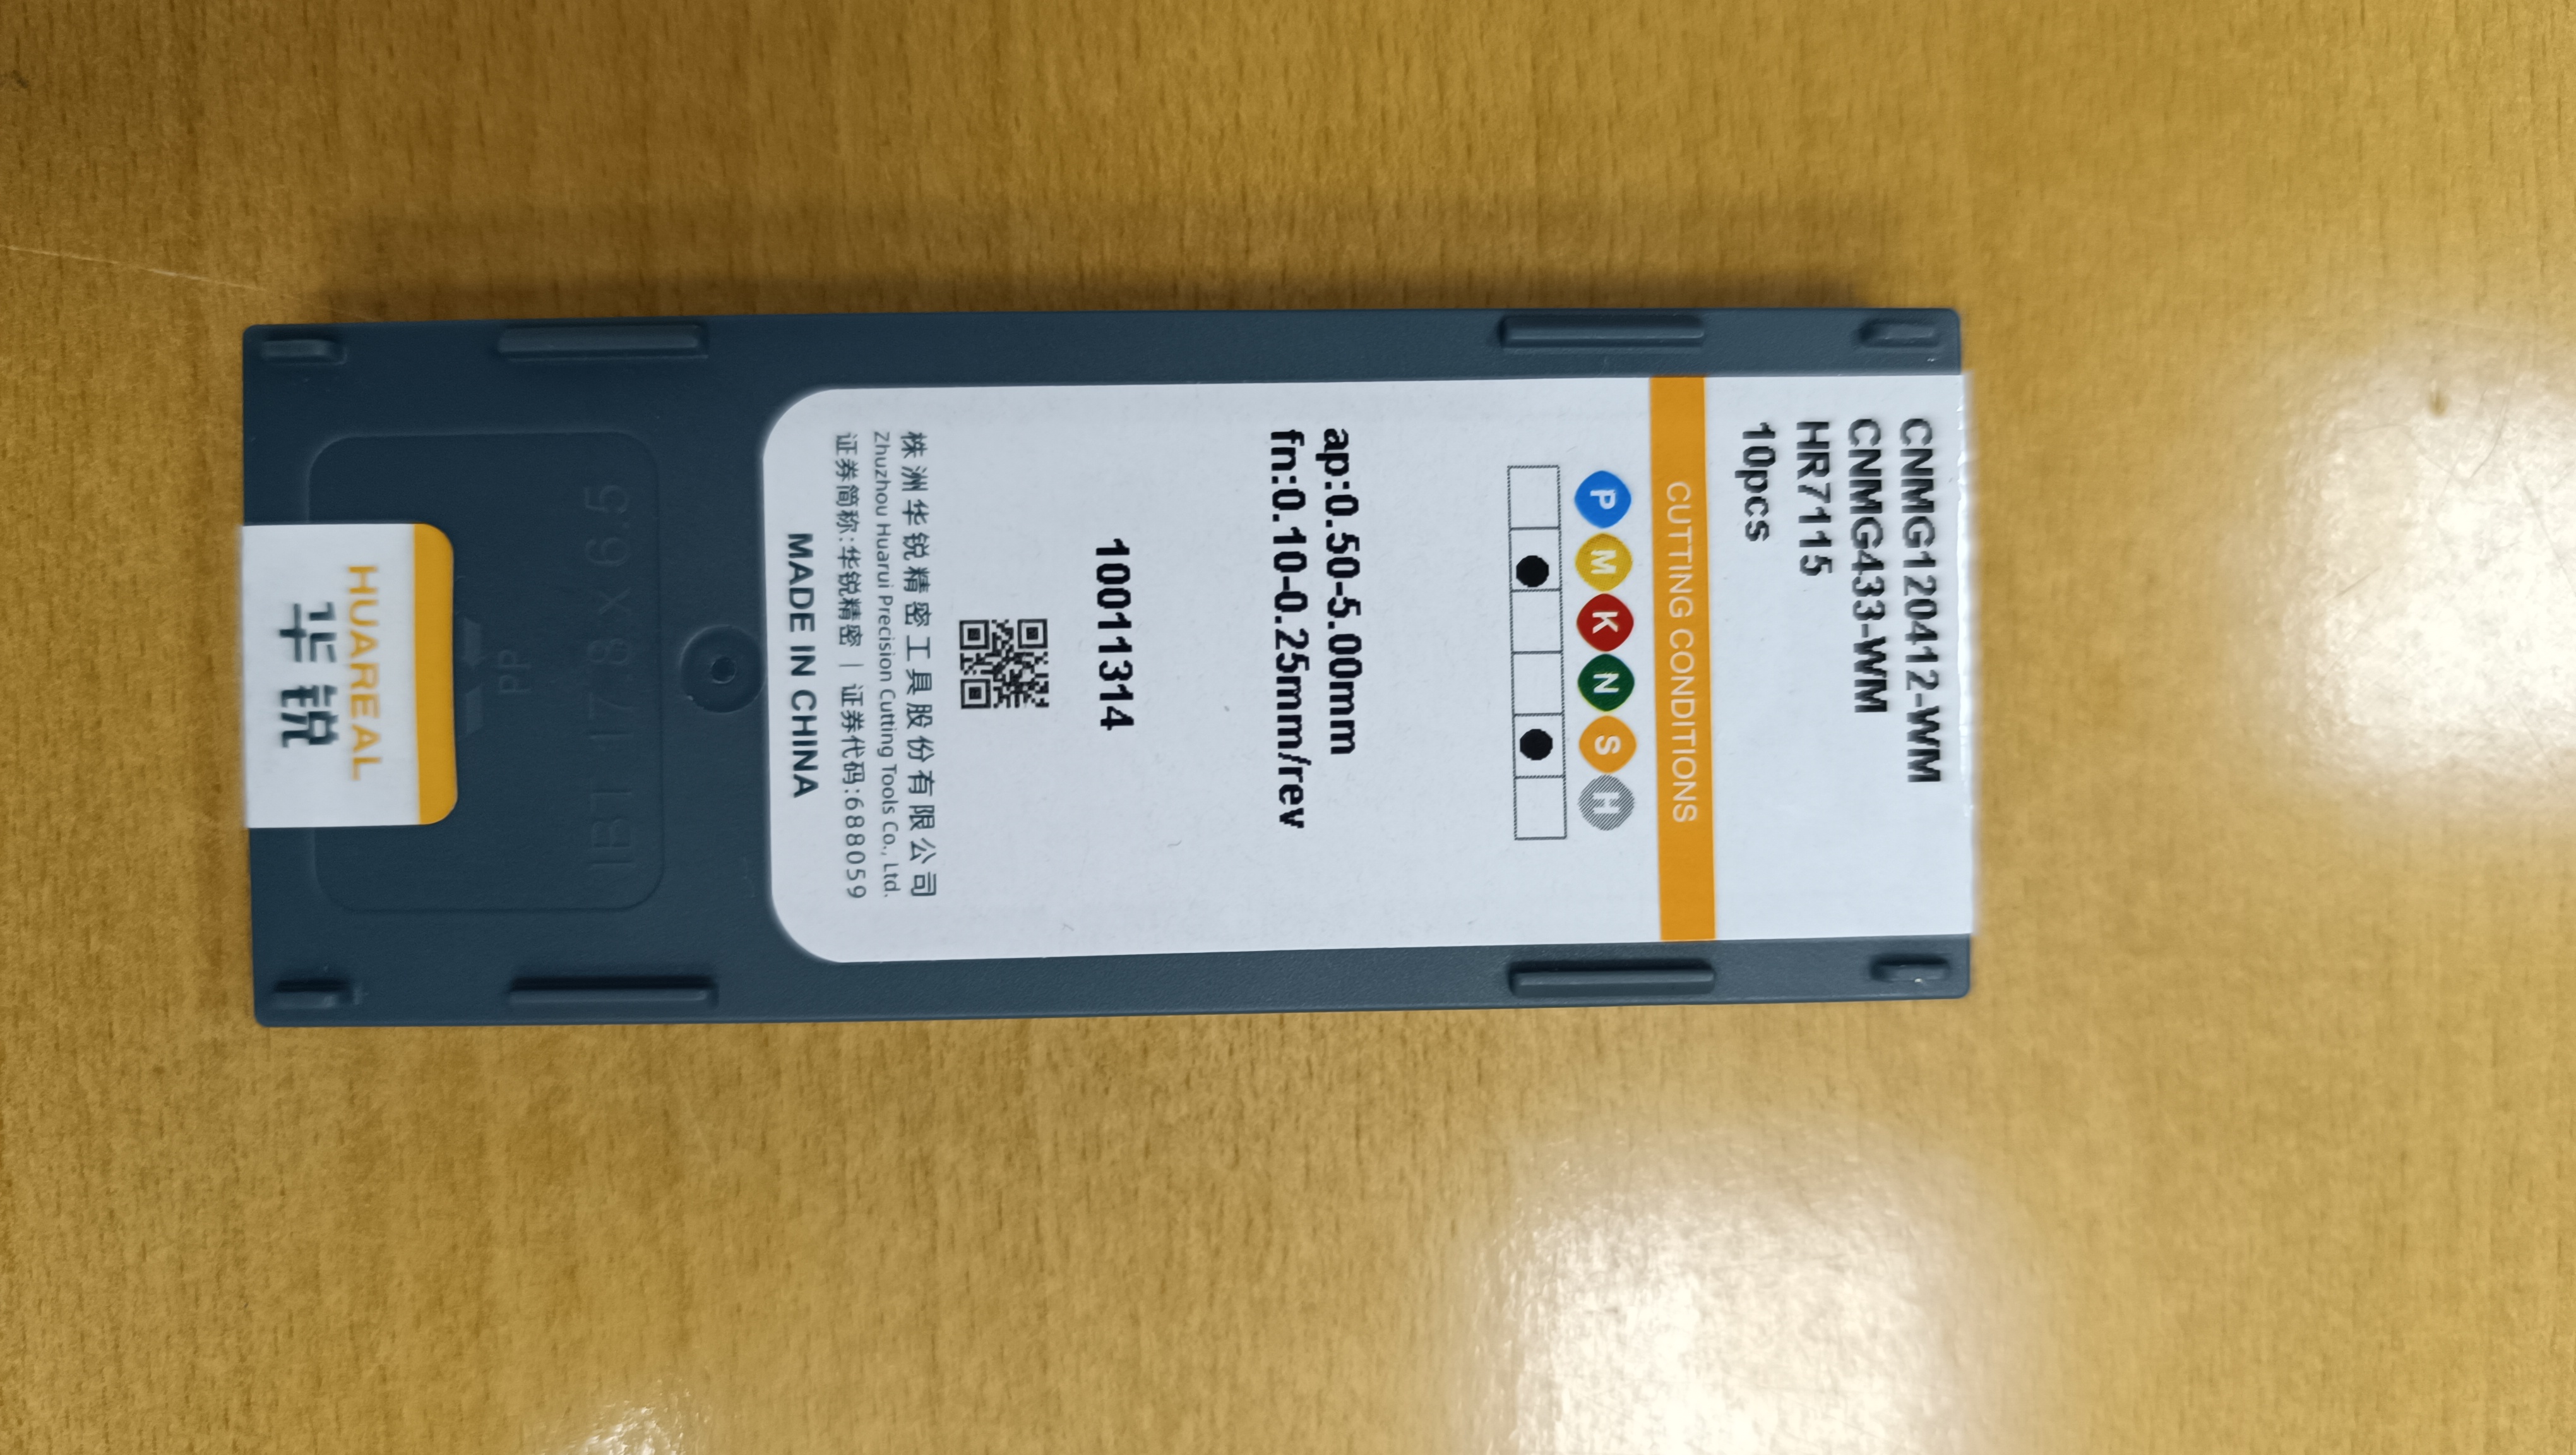 CNMG120412-WM
CNMG433-WM
HR7115
10pcs
CUTTING CONDITIONS
P M K N S H
ap:0.50-5.00mm
fn:0.10-0.25mm/rev
10011314
株洲华锐精密工具股份有限公司
Zhuzhou Huarui Precision Cutting Tools Co., Ltd.
证券简称:华锐精密 | 证券代码:688059
MADE IN CHINA
PP
HUAREAL
华锐